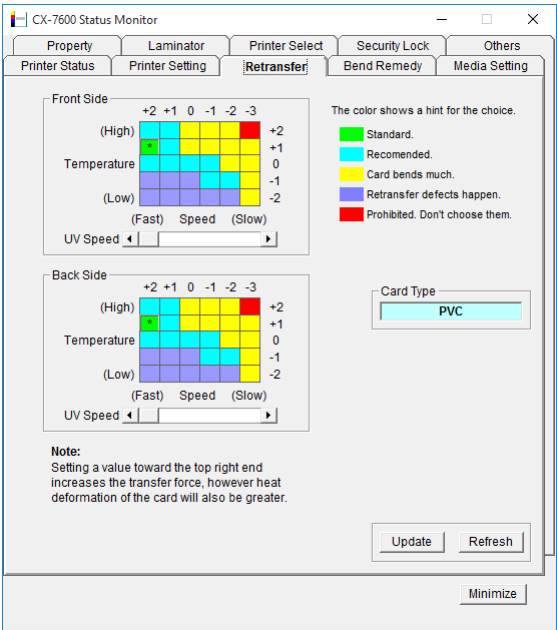 CX-7600 Status Monitor
Property Laminator Printer Select Security Lock Others
Printer Status Printer Setting Retransfer Bend Remedy Media Setting
Front Side
+2 +1 0 -1 -2 -3
(High) +2
* +1
Temperature 0
-1
(Low) -2
(Fast) Speed (Slow)
UV Speed
The color shows a hint for the choice.
Standard.
Recomended.
Card bends much.
Retransfer defects happen.
Prohibited. Don't choose them.
Back Side
+2 +1 0 -1 -2 -3
(High) +2
* +1
Temperature 0
-1
(Low) -2
(Fast) Speed (Slow)
UV Speed
Card Type
PVC
Note:
Setting a value toward the top right end
increases the transfer force, however heat
deformation of the card will also be greater.
Update Refresh
Minimize